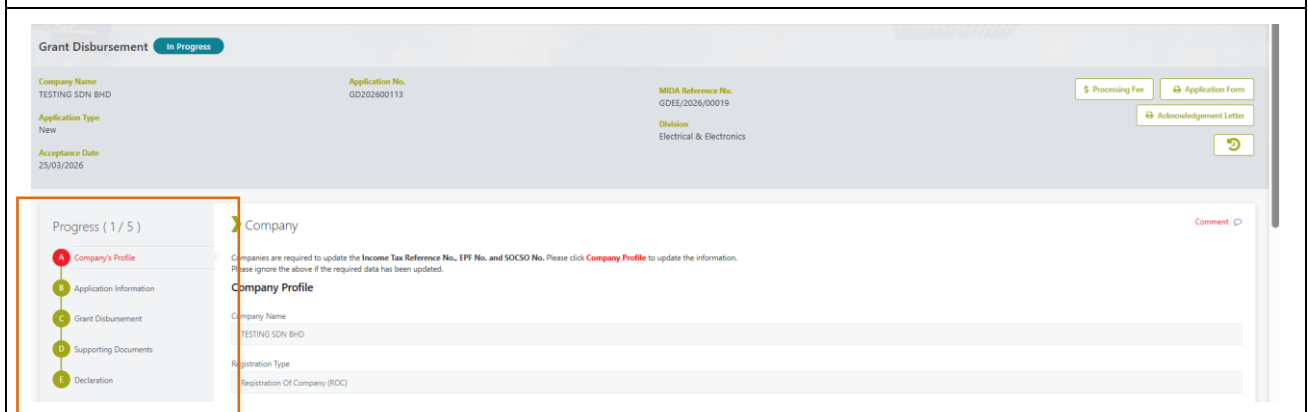 Grant Disbursement In Progress
Company Name
TESTING SDN BHD
Application Type
New
Acceptance Date
25/03/2026
Application No.
GD202600113
MIDA Reference No.
GDEE/2026/00019
Division
Electrical & Electronics
$ Processing Fee
Application Form
Acknowledgement Letter
Progress ( 1 / 5 )
A Company's Profile
B Application Information
C Grant Disbursement
D Supporting Documents
E Declaration
Company
Comment
Companies are required to update the Income Tax Reference No., EPF No. and SOCSO No. Please click Company Profile to update the information.
Please ignore the above if the required data has been updated.
Company Profile
Company Name
TESTING SDN BHD
Registration Type
Registration Of Company (ROC)